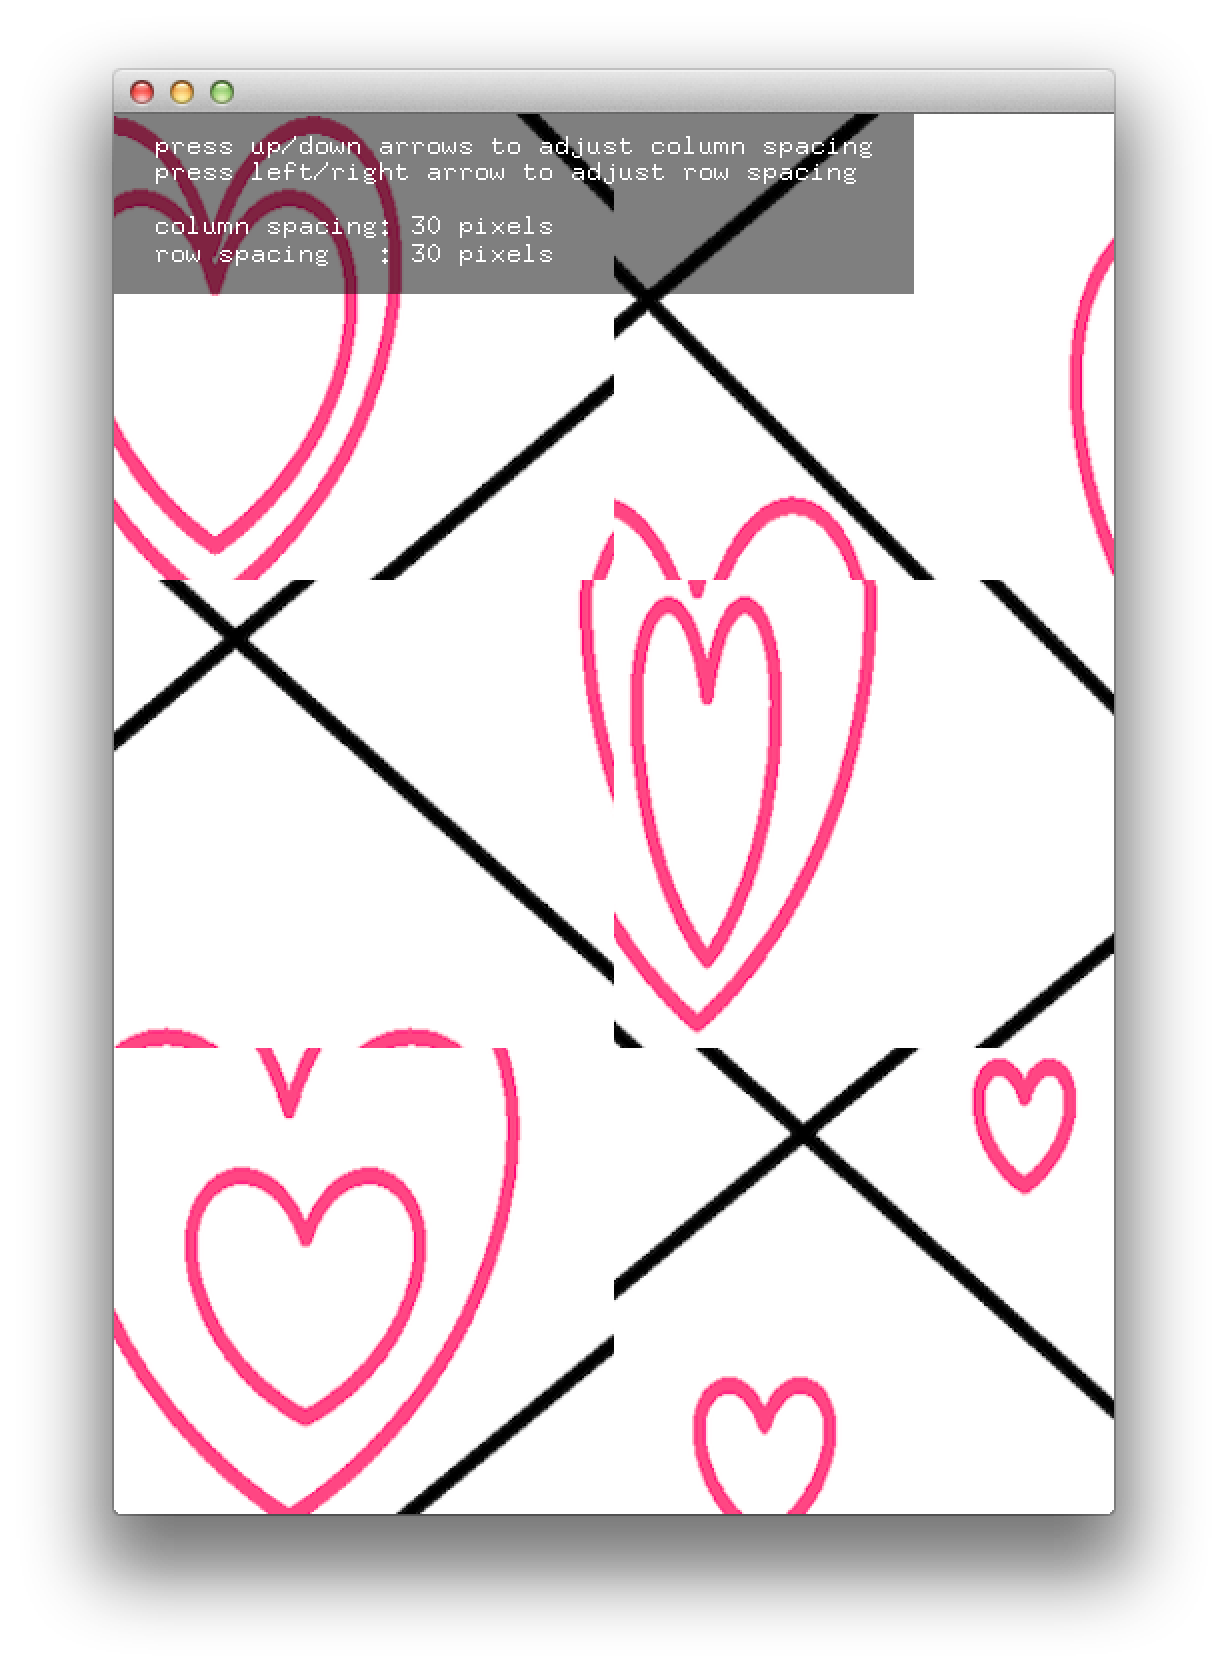 press up/down arrows to adjust column spacing
press left/right arrow to adjust row spacing
column spacing: 30 pixels
row spacing   : 30 pixels